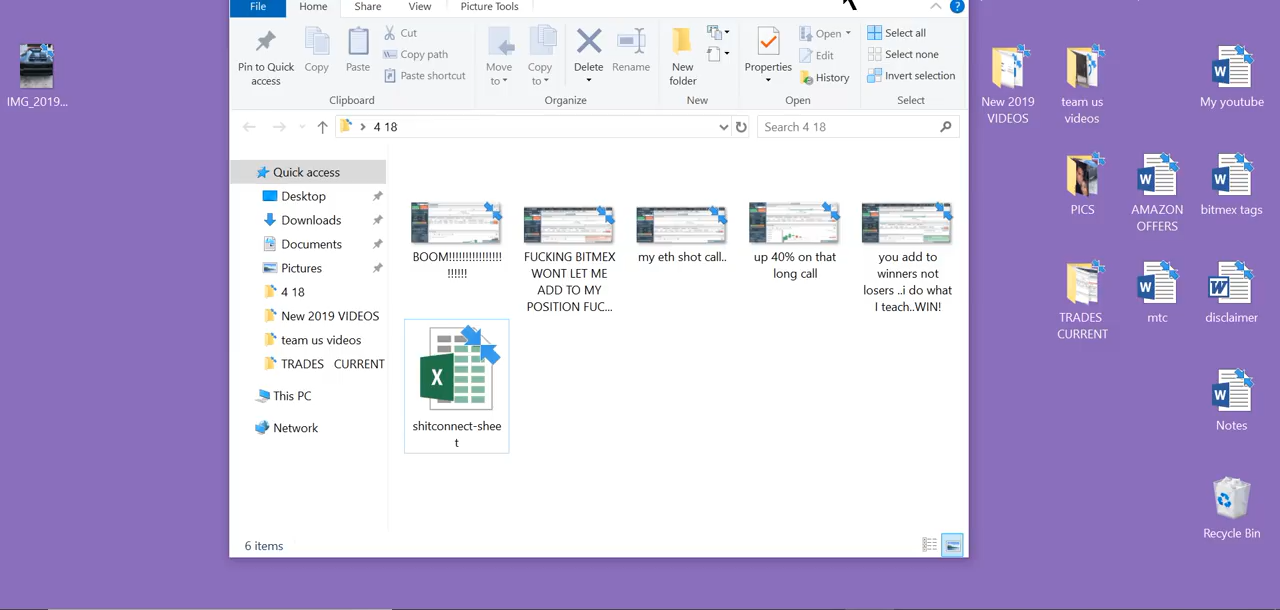 File
Home
Share
View
Picture Tools
?
Pin to Quick
access
Copy
Paste
Cut
Copy path
Paste shortcut
Clipboard
Move
to
Copy
to
Delete
Rename
Organize
New
folder
New
Properties
Open
Edit
History
Open
Select all
Select none
Invert selection
Select
4 18
Search 4 18
Quick access
Desktop
Downloads
Documents
Pictures
4 18
New 2019 VIDEOS
team us videos
TRADES CURRENT
This PC
Network
BOOM!!!!!!!!!!!!!!!!
!!!!!!
FUCKING BITMEX
WONT LET ME
ADD TO MY
POSITION FUC...
my eth shot call..
up 40% on that
long call
you add to
winners not
losers ..i do what
I teach..WIN!
X
shitconnect-shee
t
6 items
IMG_2019...
New 2019
VIDEOS
team us
videos
W
My youtube
PICS
W
AMAZON
OFFERS
W
bitmex tags
TRADES
CURRENT
W
mtc
W
disclaimer
W
Notes
Recycle Bin